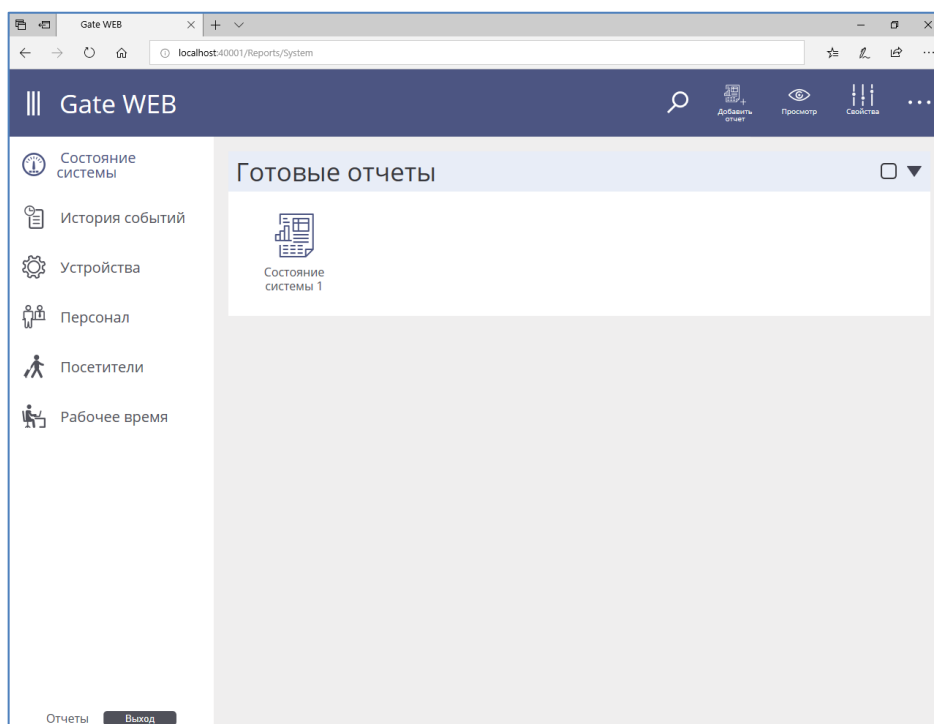 Gate WEB
localhost:40001/Reports/System
Gate WEB
Добавить
отчет
Просмотр
Свойства
Состояние
системы
История событий
Устройства
Персонал
Посетители
Рабочее время
Готовые отчеты
Состояние
системы 1
Отчеты
Выход